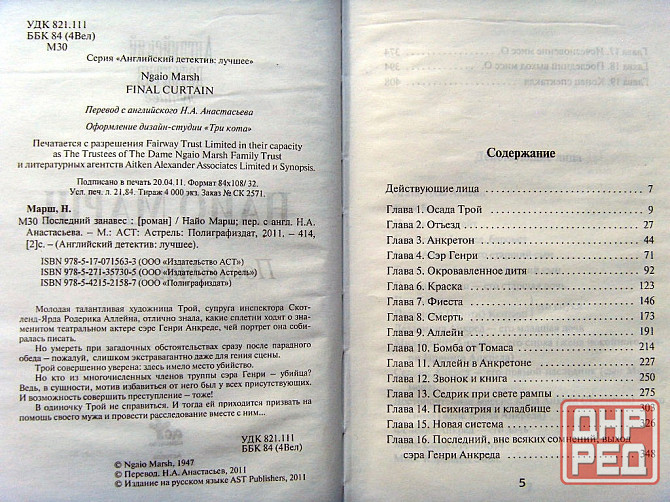 УДК 821.111
ББК 84 (4Вел)
М30
Серия «Английский детектив: лучшее»
Ngaio Marsh
FINAL CURTAIN
Перевод с английского Н.А. Анастасьева
Оформление дизайн-студии «Три кота»
Печатается с разрешения Fairway Trust Limited in their capacity
as The Trustees of The Dame Ngaio Marsh Family Trust
и литературных агентств Aitken Alexander Associates Limited и Synopsis.
Подписано в печать 20.04.11. Формат 84x108/32.
Усл. печ. л. 21,84. Тираж 4 000 экз. Заказ № СК 2571.
Марш, Н.
М30 Последний занавес : [роман] / Найо Марш; пер. с англ. Н.А.
Анастасьева. – М.: АСТ: Астрель: Полиграфиздат, 2011. – 414,
[2]с. – (Английский детектив: лучшее).
ISBN 978-5-17-071563-3 (ООО «Издательство АСТ»)
ISBN 978-5-271-35730-5 (ООО «Издательство Астрель»)
ISBN 978-5-4215-2158-7 (ООО «Полиграфиздат»)
Молодая талантливая художница Трой, супруга инспектора Скот-
ленд-Ярда Родерика Аллейна, отлично знала, какие сплетни ходят о зна-
менитом театральном актере сэре Генри Анкреде, чей портрет она соби-
ралась писать.
Но умереть при загадочных обстоятельствах сразу после парадного
обеда – пожалуй, слишком экстравагантно даже для гения сцены.
Трой совершенно уверена: здесь имело место убийство.
Но кто из многочисленных членов труппы сэра Генри – убийца?
Ведь, в сущности, мотив избавиться от него был у всех присутствующих.
И возможность совершить преступление – тоже!
В одиночку Трой не справиться. И тогда ей приходится призвать на
помощь своего мужа и провести расследование вместе с ним...
УДК 821.111
ББК 84 (4Вел)
© Ngaio Marsh, 1947
© Перевод. Н.А. Анастасьев, 2011
© Издание на русском языке AST Publishers, 2011
Содержание
Действующие лица 7
Глава 1. Осада Трой 9
Глава 2. Отъезд 27
Глава 3. Анкретон 44
Глава 4. Сэр Генри 71
Глава 5. Окровавленное дитя 92
Глава 6. Краска 123
Глава 7. Фиеста 146
Глава 8. Смерть 173
Глава 9. Аллейн 191
Глава 10. Бомба от Томаса 214
Глава 11. Аллейн в Анкретоне 227
Глава 12. Звонок и книга 250
Глава 13. Седрик при свете рампы 275
Глава 14. Психиатрия и кладбище 303
Глава 15. Новая система 326
Глава 16. Последний, вне всяких сомнений, выход
сэра Генри Анкреда 348
5
ДНР
РЕД